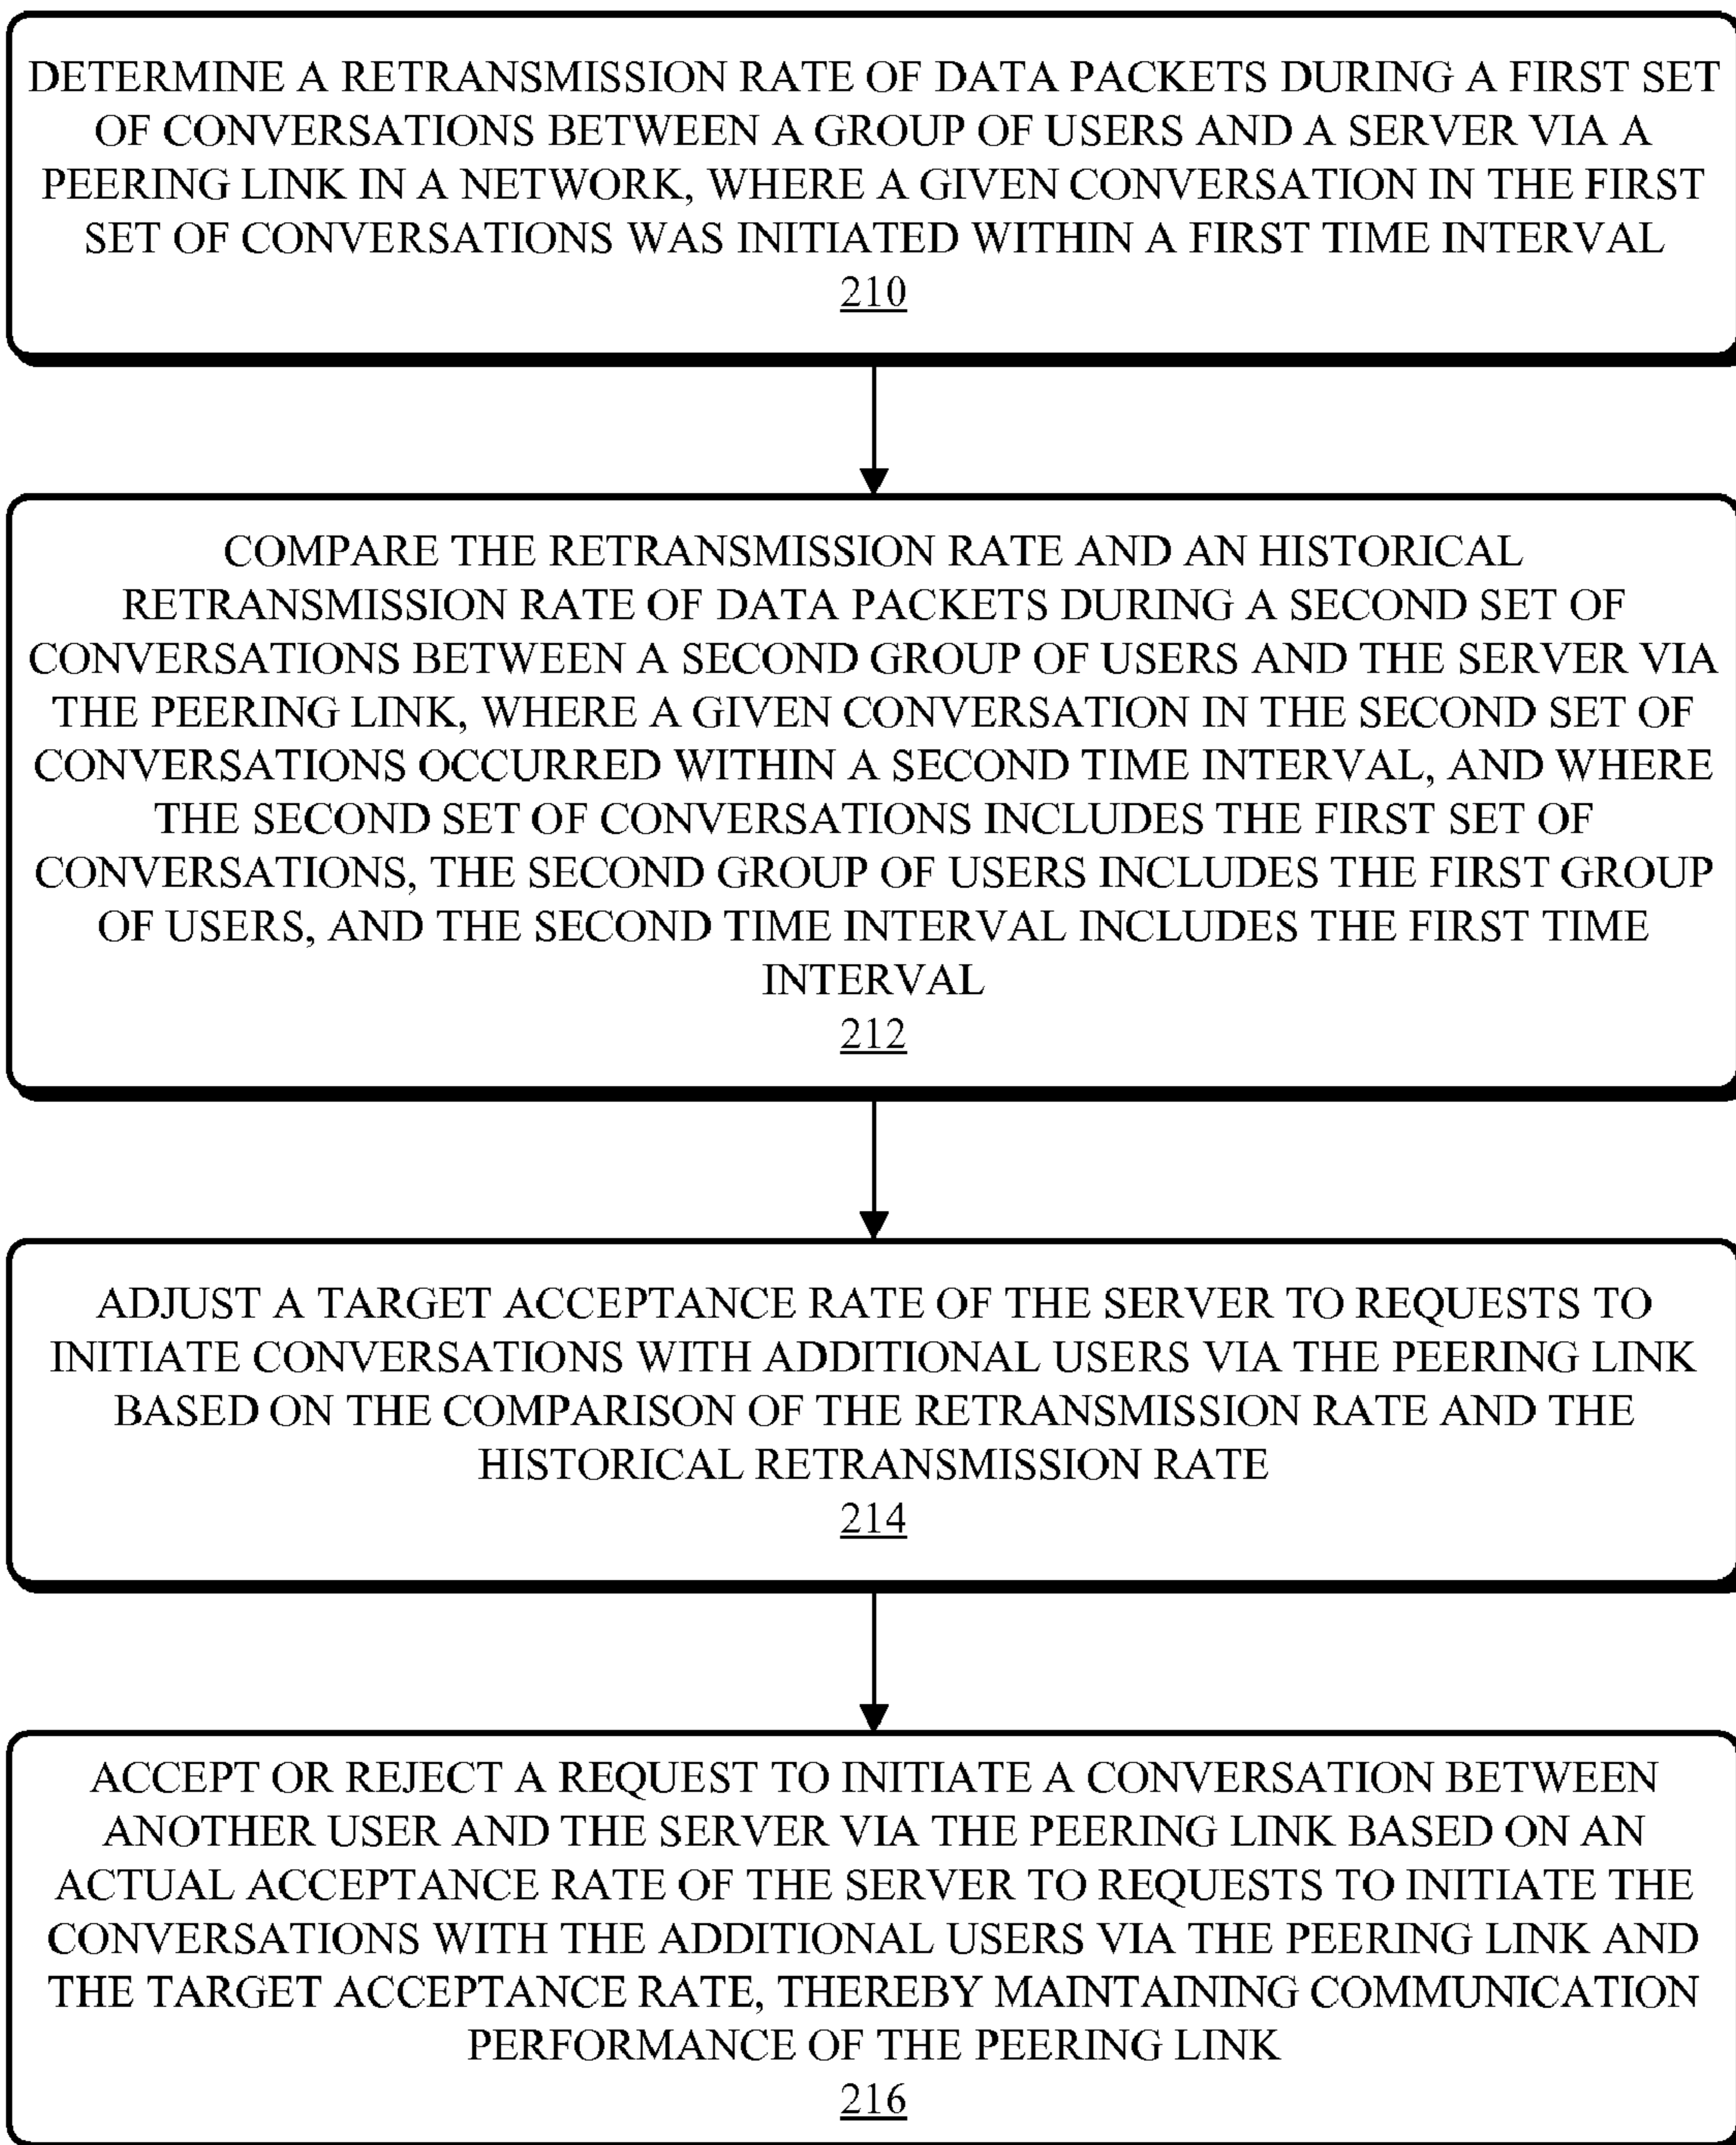 DETERMINE A RETRANSMISSION RATE OF DATA PACKETS DURING A FIRST SET
OF CONVERSATIONS BETWEEN A GROUP OF USERS AND A SERVER VIA A
PEERING LINK IN A NETWORK, WHERE A GIVEN CONVERSATION IN THE FIRST
SET OF CONVERSATIONS WAS INITIATED WITHIN A FIRST TIME INTERVAL
210
COMPARE THE RETRANSMISSION RATE AND AN HISTORICAL
RETRANSMISSION RATE OF DATA PACKETS DURING A SECOND SET OF
CONVERSATIONS BETWEEN A SECOND GROUP OF USERS AND THE SERVER VIA
THE PEERING LINK, WHERE A GIVEN CONVERSATION IN THE SECOND SET OF
CONVERSATIONS OCCURRED WITHIN A SECOND TIME INTERVAL, AND WHERE
THE SECOND SET OF CONVERSATIONS INCLUDES THE FIRST SET OF
CONVERSATIONS, THE SECOND GROUP OF USERS INCLUDES THE FIRST GROUP
OF USERS, AND THE SECOND TIME INTERVAL INCLUDES THE FIRST TIME
INTERVAL
212
ADJUST A TARGET ACCEPTANCE RATE OF THE SERVER TO REQUESTS TO
INITIATE CONVERSATIONS WITH ADDITIONAL USERS VIA THE PEERING LINK
BASED ON THE COMPARISON OF THE RETRANSMISSION RATE AND THE
HISTORICAL RETRANSMISSION RATE
214
ACCEPT OR REJECT A REQUEST TO INITIATE A CONVERSATION BETWEEN
ANOTHER USER AND THE SERVER VIA THE PEERING LINK BASED ON AN
ACTUAL ACCEPTANCE RATE OF THE SERVER TO REQUESTS TO INITIATE THE
CONVERSATIONS WITH THE ADDITIONAL USERS VIA THE PEERING LINK AND
THE TARGET ACCEPTANCE RATE, THEREBY MAINTAINING COMMUNICATION
PERFORMANCE OF THE PEERING LINK
216